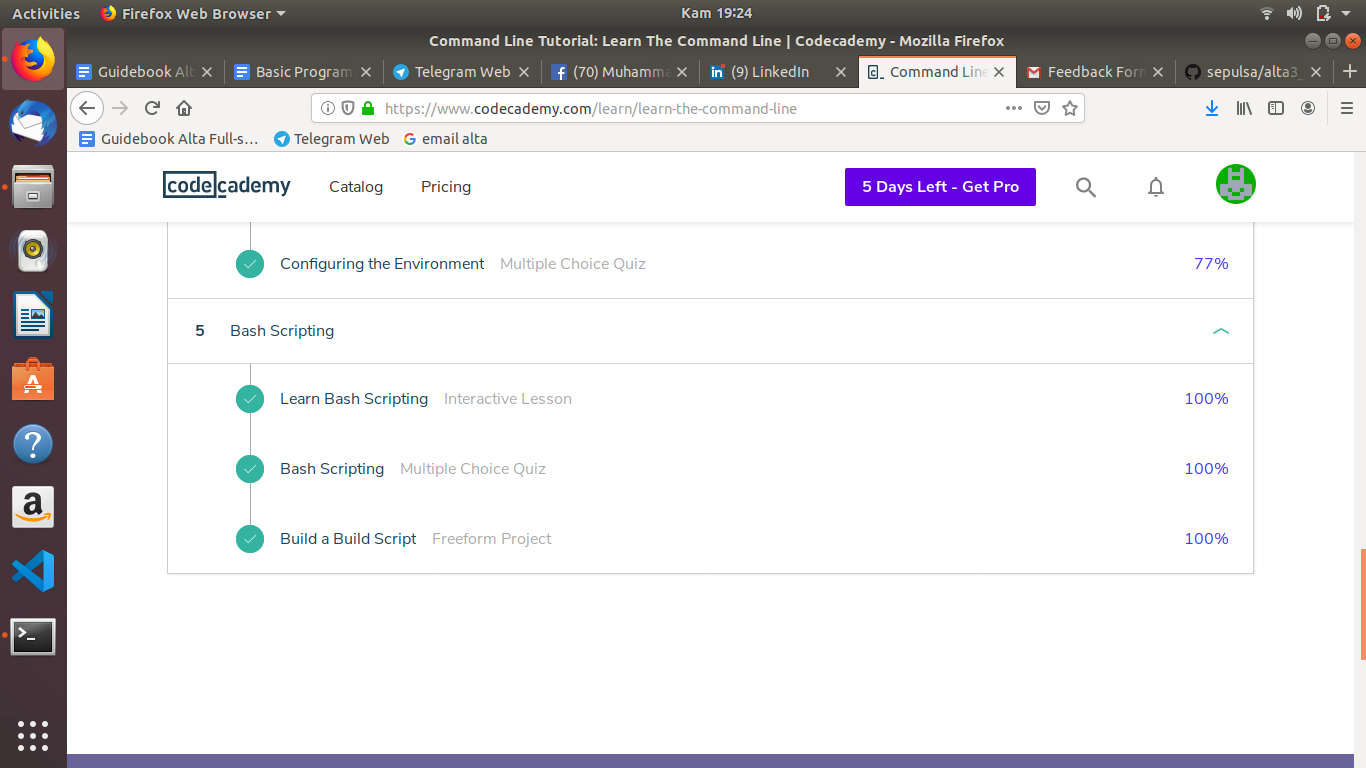 Activities Firefox Web Browser Kam 19:24
Command Line Tutorial: Learn The Command Line | Codecademy - Mozilla Firefox
Guidebook Alt Basic Program Telegram Web (70) Muhamma (9) LinkedIn Command Line Feedback Form sepulsa/alta3_
https://www.codecademy.com/learn/learn-the-command-line
Guidebook Alta Full-s... Telegram Web email alta
codecademy Catalog Pricing 5 Days Left - Get Pro
Configuring the Environment Multiple Choice Quiz 77%
5 Bash Scripting
Learn Bash Scripting Interactive Lesson 100%
Bash Scripting Multiple Choice Quiz 100%
Build a Build Script Freeform Project 100%